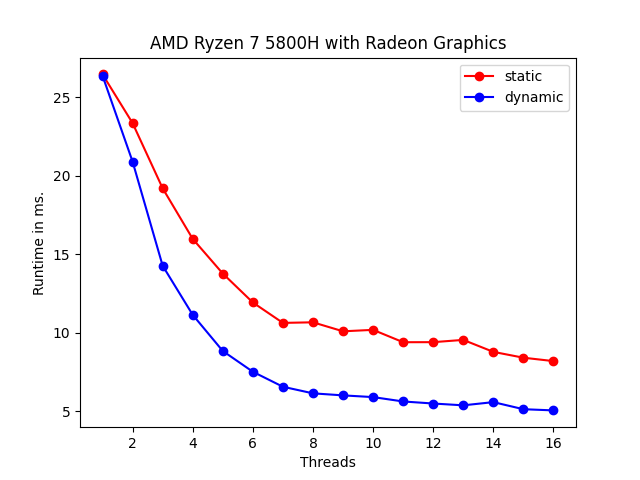 AMD Ryzen 7 5800H with Radeon Graphics
static
dynamic
25
20
15
10
5
Runtime in ms.
2 4 6 8 10 12 14 16
Threads